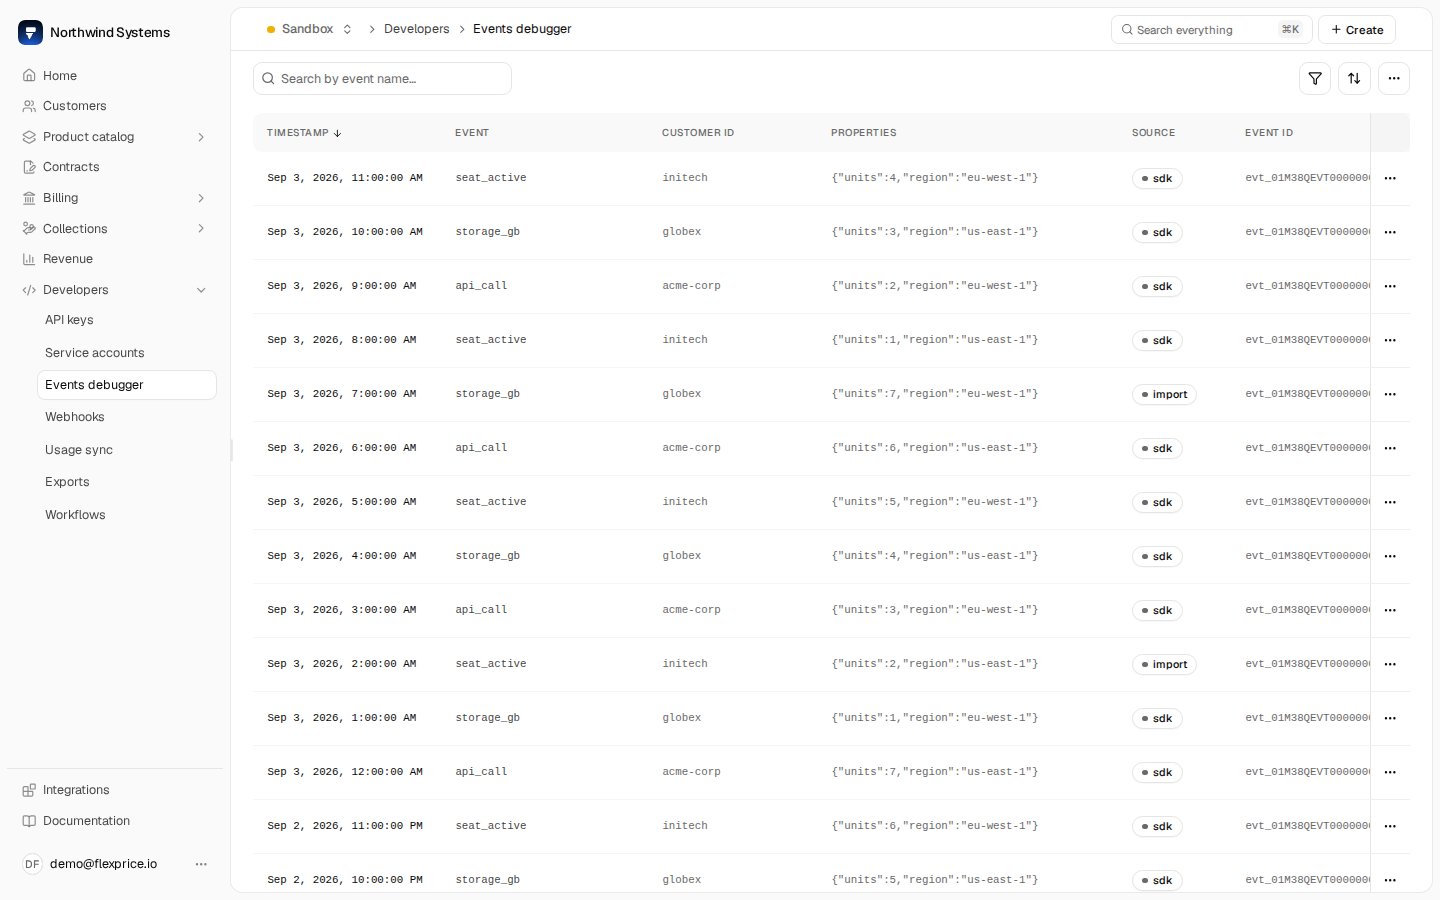 Northwind Systems
Home
Customers
Product catalog
Contracts
Billing
Collections
Revenue
Developers
API keys
Service accounts
Events debugger
Webhooks
Usage sync
Exports
Workflows
Integrations
Documentation
DF demo@flexprice.io
Sandbox Developers Events debugger Search everything ⌘K Create
Search by event name...
TIMESTAMP EVENT CUSTOMER ID PROPERTIES SOURCE EVENT ID
Sep 3, 2026, 11:00:00 AM seat_active initech {"units":4,"region":"eu-west-1"} sdk evt_01M38QEVT000000
Sep 3, 2026, 10:00:00 AM storage_gb globex {"units":3,"region":"us-east-1"} sdk evt_01M38QEVT000000
Sep 3, 2026, 9:00:00 AM api_call acme-corp {"units":2,"region":"eu-west-1"} sdk evt_01M38QEVT000000
Sep 3, 2026, 8:00:00 AM seat_active initech {"units":1,"region":"us-east-1"} sdk evt_01M38QEVT000000
Sep 3, 2026, 7:00:00 AM storage_gb globex {"units":7,"region":"eu-west-1"} import evt_01M38QEVT000000
Sep 3, 2026, 6:00:00 AM api_call acme-corp {"units":6,"region":"us-east-1"} sdk evt_01M38QEVT000000
Sep 3, 2026, 5:00:00 AM seat_active initech {"units":5,"region":"eu-west-1"} sdk evt_01M38QEVT000000
Sep 3, 2026, 4:00:00 AM storage_gb globex {"units":4,"region":"us-east-1"} sdk evt_01M38QEVT000000
Sep 3, 2026, 3:00:00 AM api_call acme-corp {"units":3,"region":"eu-west-1"} sdk evt_01M38QEVT000000
Sep 3, 2026, 2:00:00 AM seat_active initech {"units":2,"region":"us-east-1"} import evt_01M38QEVT000000
Sep 3, 2026, 1:00:00 AM storage_gb globex {"units":1,"region":"eu-west-1"} sdk evt_01M38QEVT000000
Sep 3, 2026, 12:00:00 AM api_call acme-corp {"units":7,"region":"us-east-1"} sdk evt_01M38QEVT000000
Sep 2, 2026, 11:00:00 PM seat_active initech {"units":6,"region":"eu-west-1"} sdk evt_01M38QEVT000000
Sep 2, 2026, 10:00:00 PM storage_gb globex {"units":5,"region":"us-east-1"} sdk evt_01M38QEVT000000